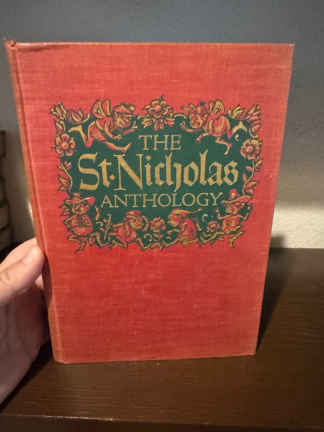 THE
St. Nicholas
ANTHOLOGY